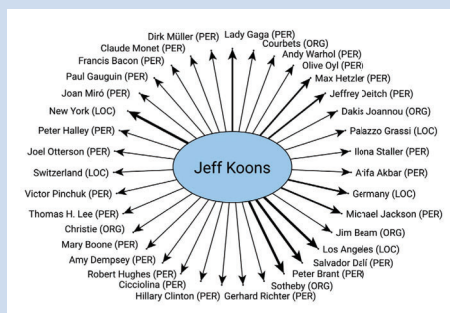 Lady Gaga (PER)
Dirk Müller (PER)
Courbets (ORG)
Claude Monet (PER)
Andy Warhol (PER)
Francis Bacon (PER)
Olive Oyl (PER)
Paul Gauguin (PER)
Max Hetzler (PER)
Joan Miró (PER)
Jeffrey Deitch (PER)
New York (LOC)
Dakis Joannou (ORG)
Peter Halley (PER)
Palazzo Grassi (LOC)
Joel Otterson (PER)
Ilona Staller (PER)
Jeff Koons
Switzerland (LOC)
Arifa Akbar (PER)
Victor Pinchuk (PER)
Germany (LOC)
Thomas H. Lee (PER)
Michael Jackson (PER)
Christie (ORG)
Jim Beam (ORG)
Mary Boone (PER)
Los Angeles (LOC)
Amy Dempsey (PER)
Salvador Dalí (PER)
Robert Hughes (PER)
Peter Brant (PER)
Cicciolina (PER)
Sotheby (ORG)
Hillary Clinton (PER)
Gerhard Richter (PER)